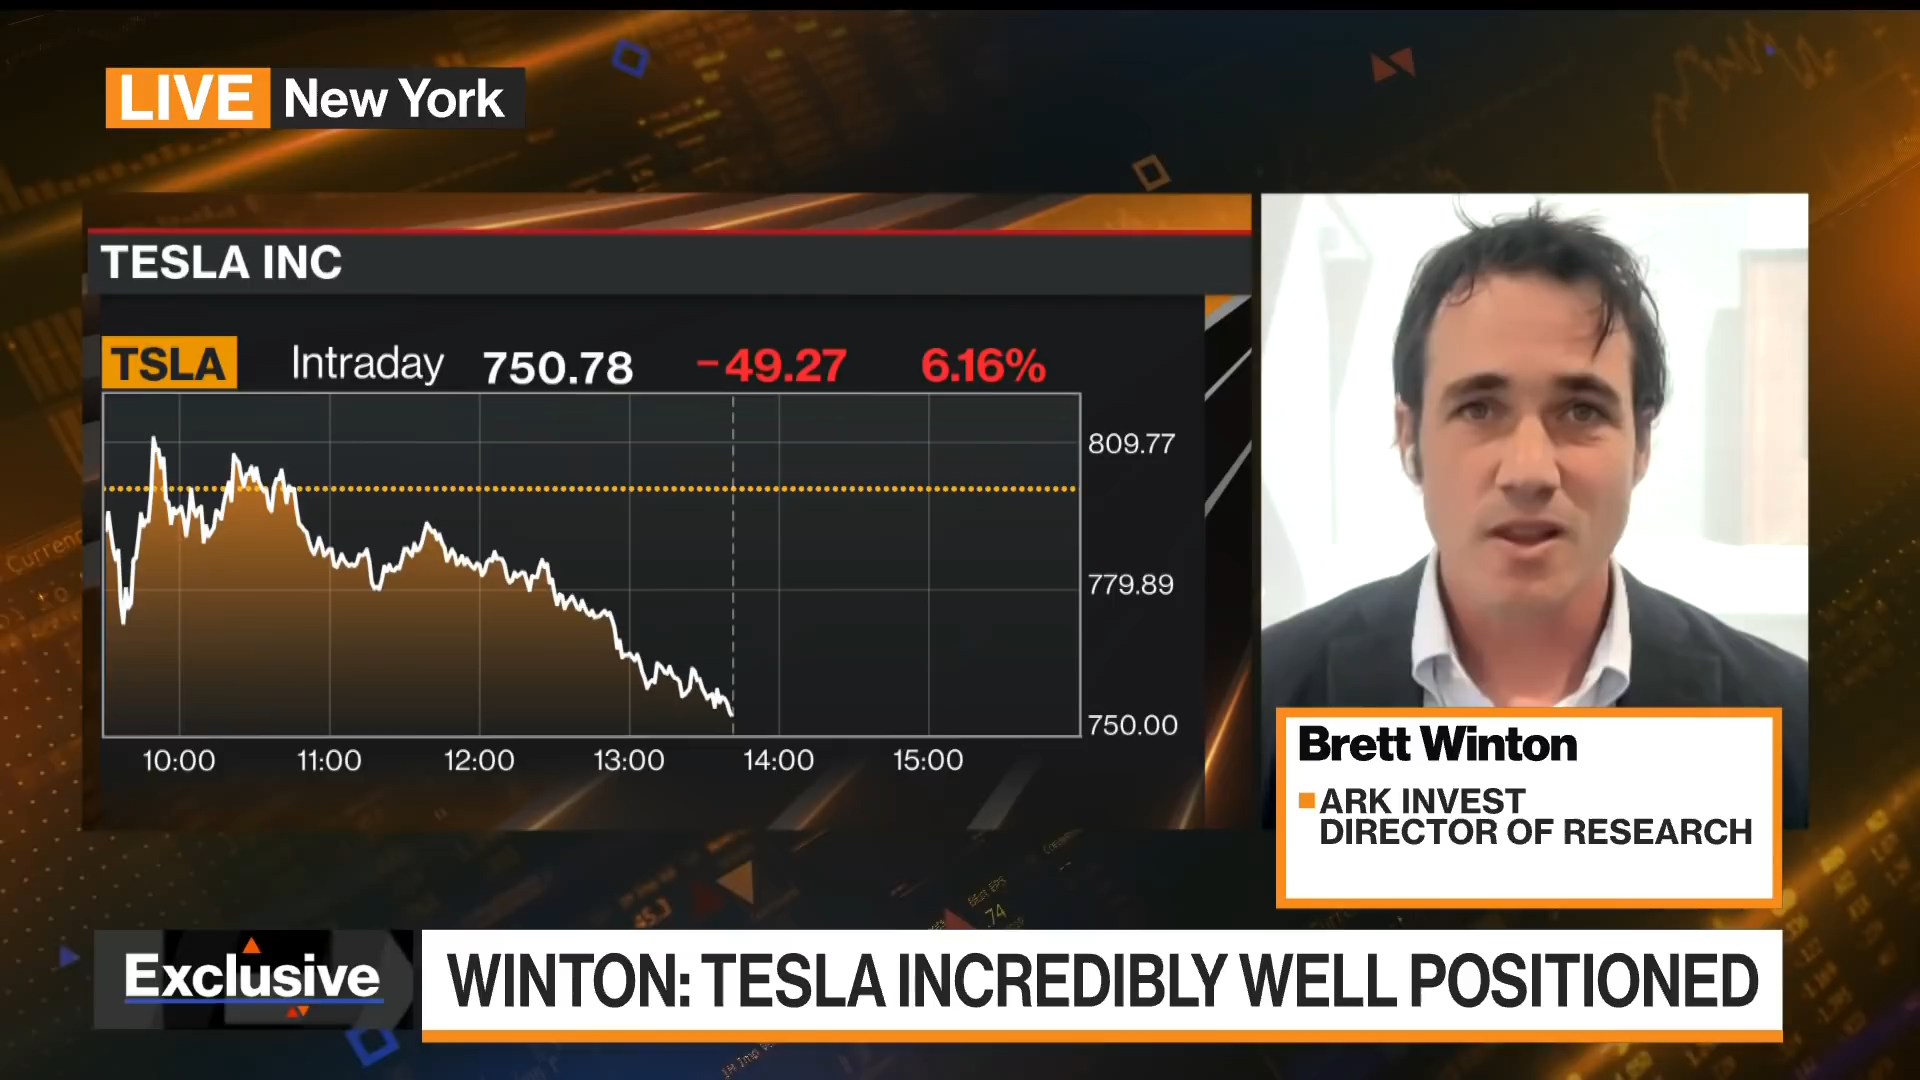 LIVE New York
TESLA INC
TSLA Intraday 750.78 −49.27 6.16%
809.77
779.89
750.00
10:00 11:00 12:00 13:00 14:00 15:00
Brett Winton
ARK INVEST
DIRECTOR OF RESEARCH
Exclusive
WINTON: TESLA INCREDIBLY WELL POSITIONED